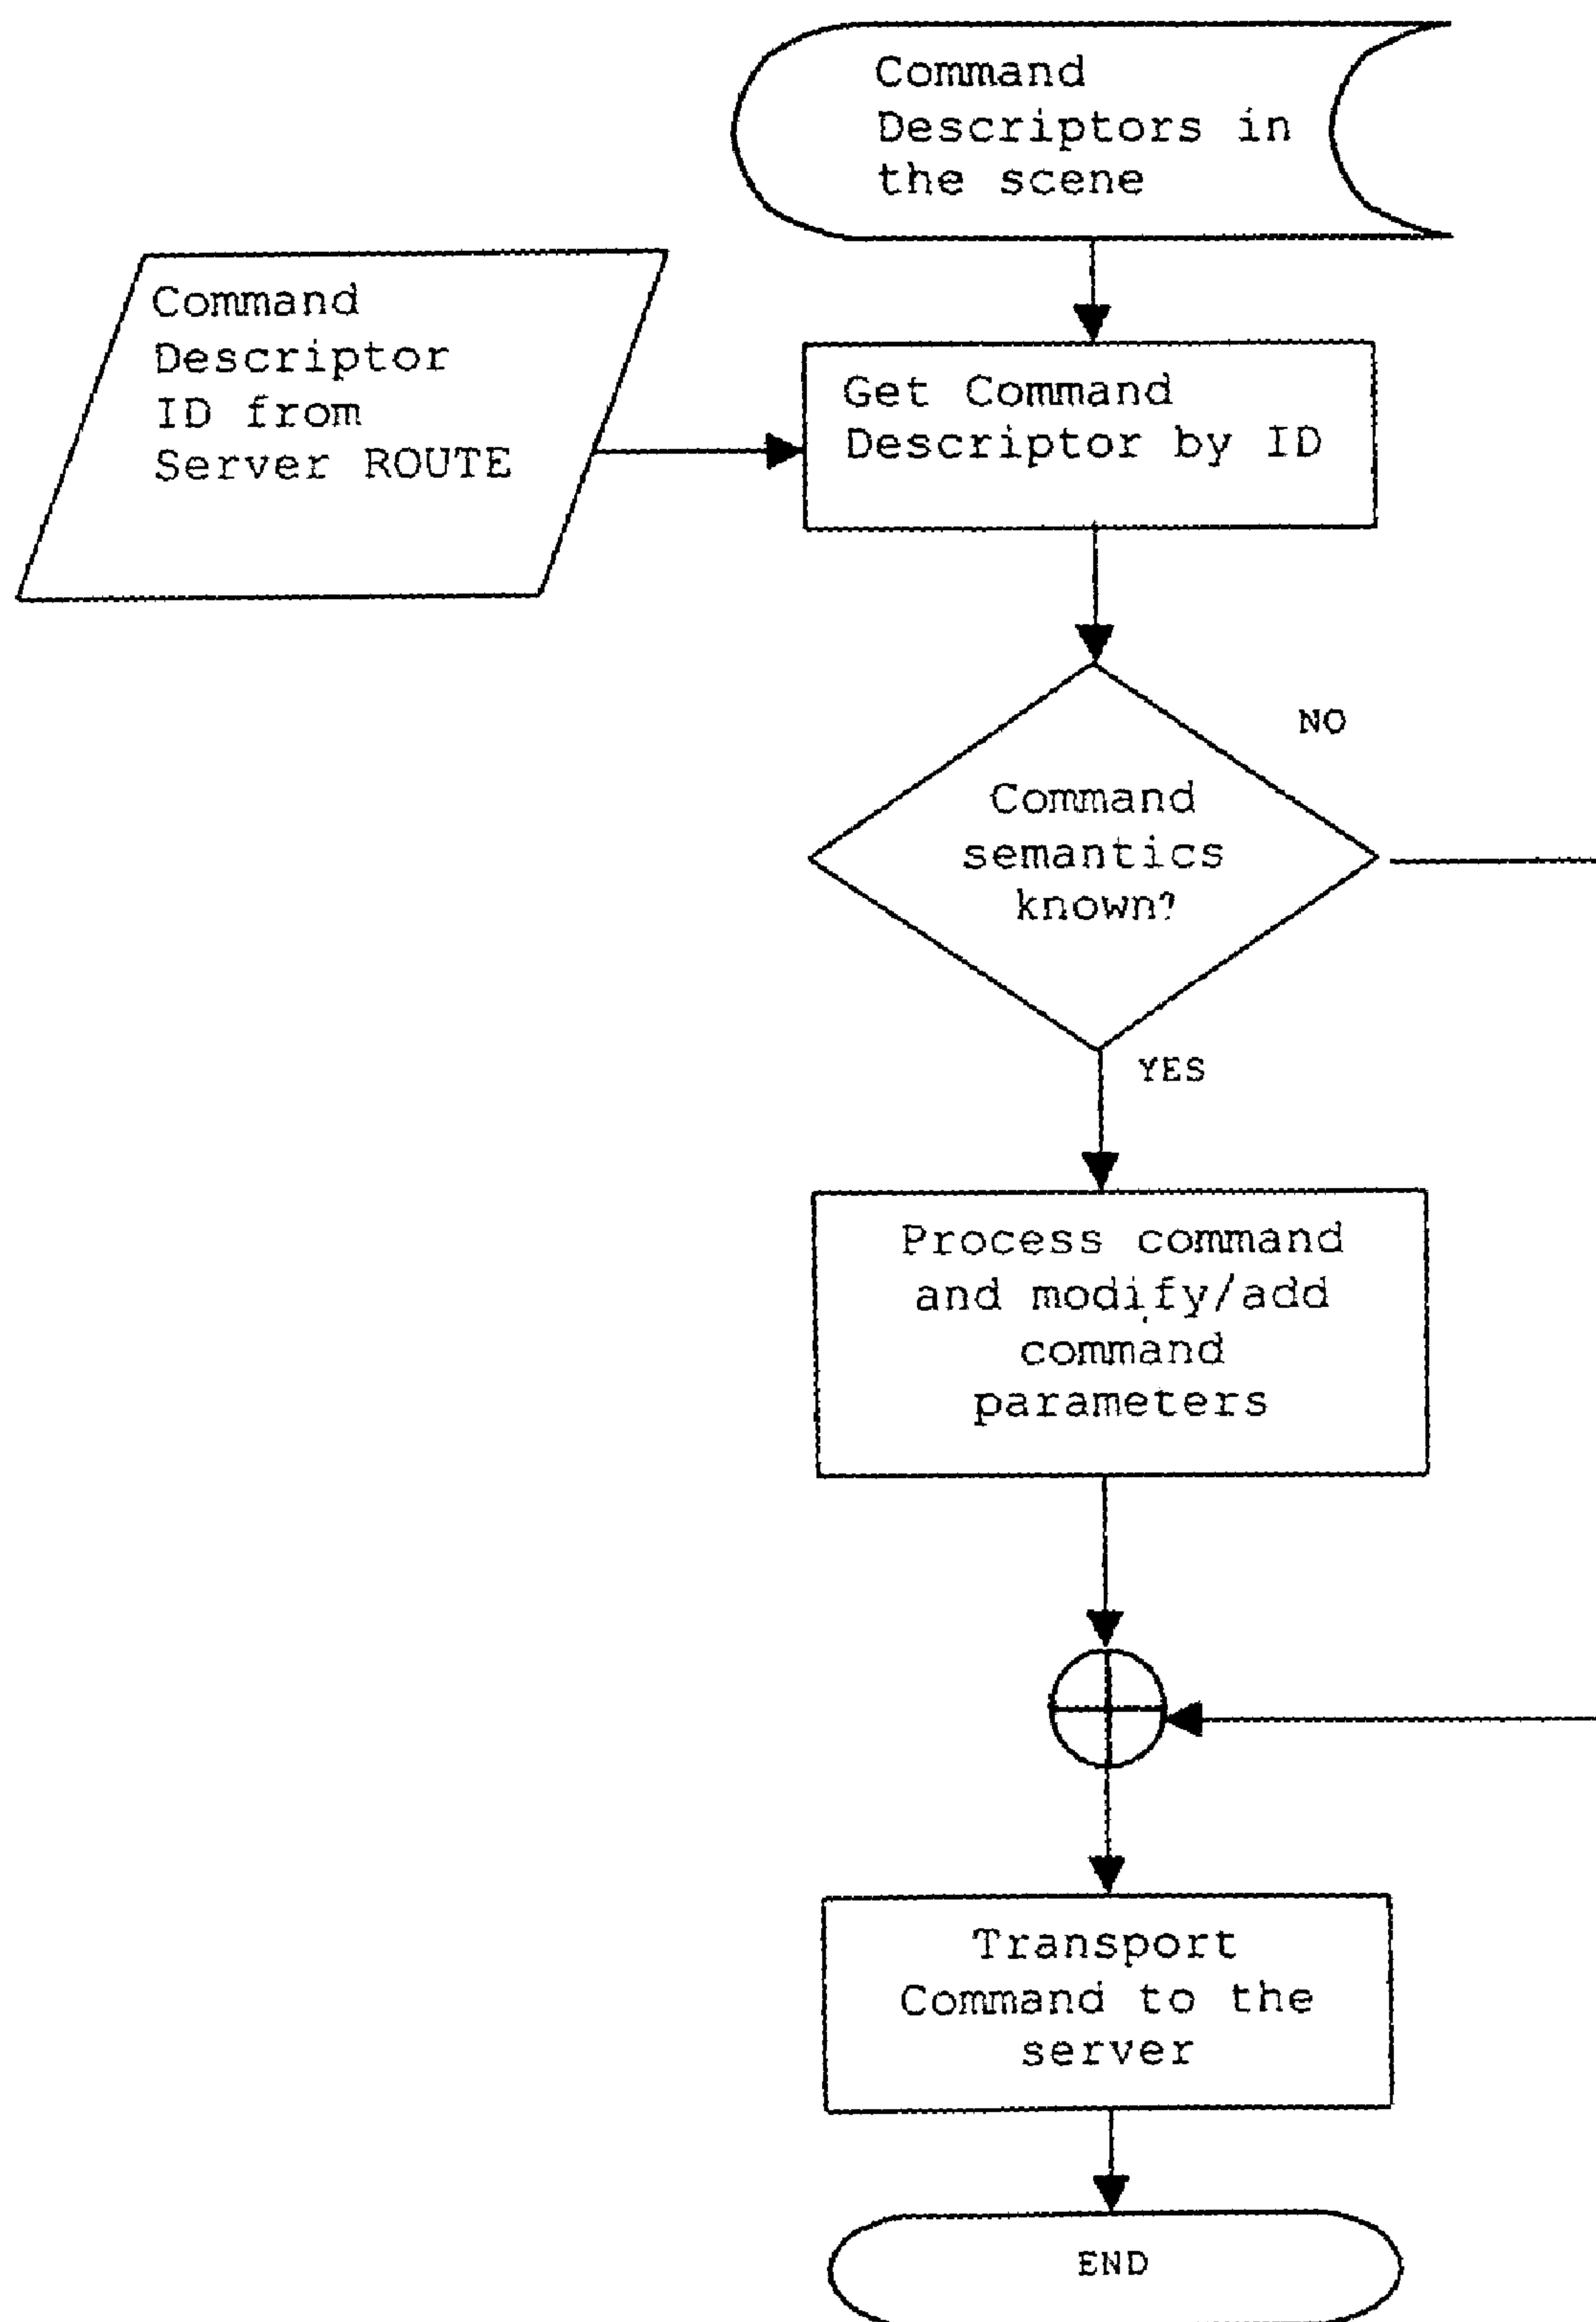 Command
Descriptors in
the scene
Command
Descriptor
ID from
Server ROUTE
Get Command
Descriptor by ID
NO
Command
semantics
known?
YES
Process command
and modify/add
command
parameters
Transport
Command to the
server
END